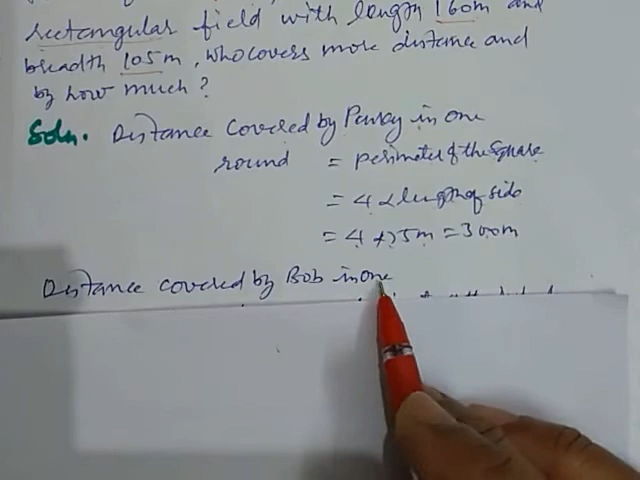 rectangular field with length 160m and
breadth 105m, who covers more distance and
by how much?
Soln. Distance covered by Pansy in one
round = perimeter of the square
= 4 × length of side
= 4 × 75m = 300m
Distance covered by Bob in one